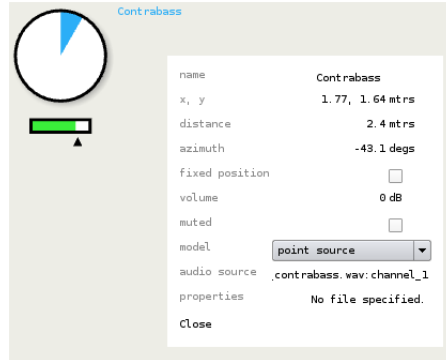 Contrabass
name Contrabass
x, y 1.77, 1.64 mtrs
distance 2.4 mtrs
azimuth -43.1 degs
fixed position
volume 0 dB
muted
model point source
audio source contrabass.wav:channel_1
properties No file specified.
Close